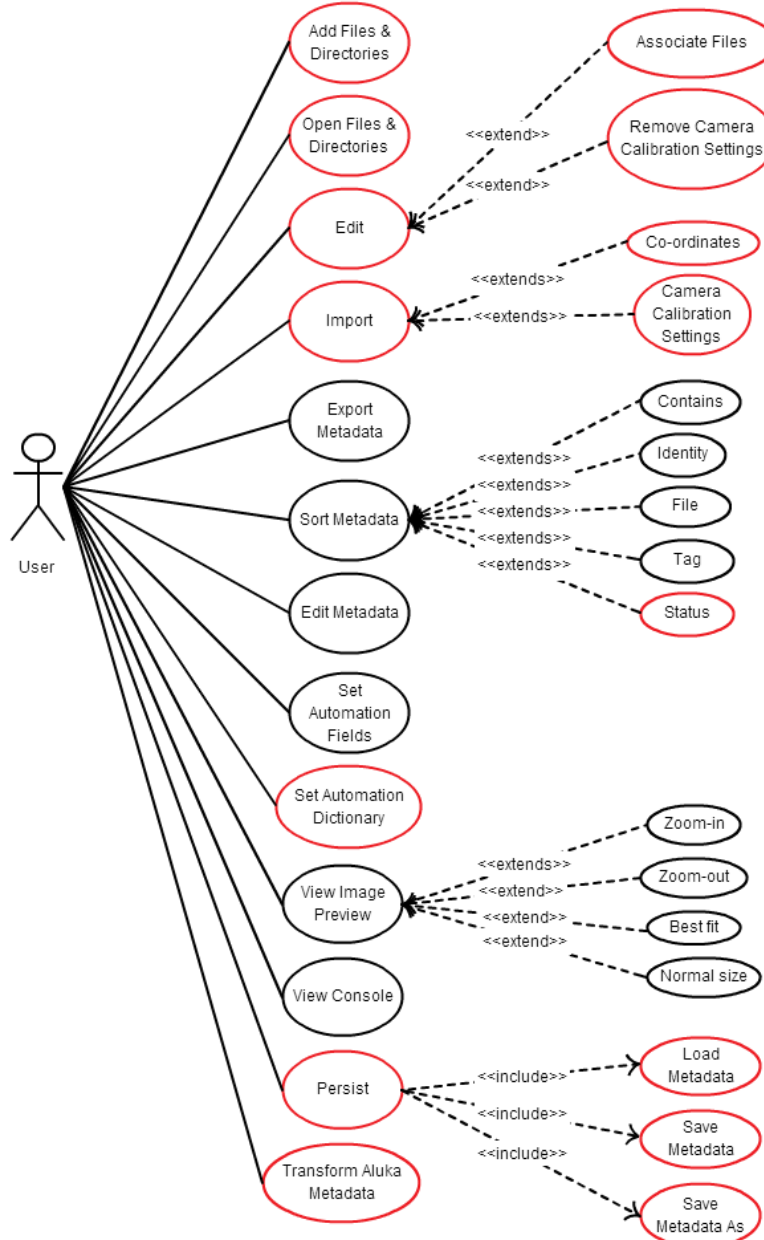 Add Files &
Directories
Associate Files
Open Files &
Directories
<<extend>>
Remove Camera
Calibration Settings
<<extend>>
Edit
Co-ordinates
<<extends>>
Import
<<extends>>
Camera
Calibration
Settings
Export
Metadata
Contains
<<extends>>
Identity
<<extends>>
Sort Metadata
<<extends>>
File
<<extends>>
Tag
<<extends>>
User
Edit Metadata
Status
Set
Automation
Fields
Set Automation
Dictionary
Zoom-in
<<extends>>
Zoom-out
View Image
Preview
<<extend>>
<<extend>>
Best fit
<<extend>>
Normal size
View Console
Load
Metadata
Persist
<<include>>
<<include>>
Save
Metadata
<<include>>
Transform Aluka
Metadata
Save
Metadata As